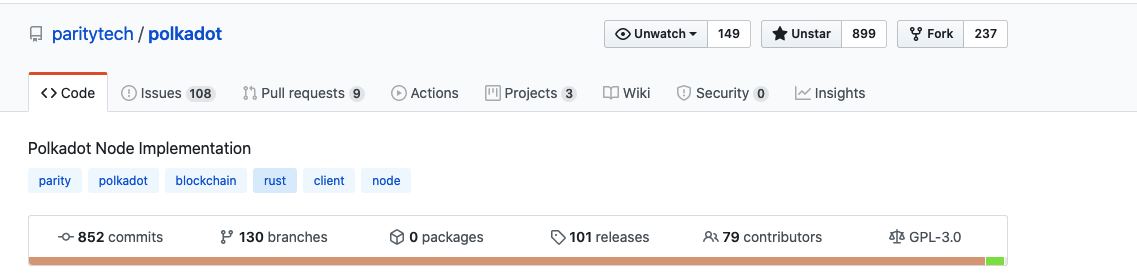 paritytech / polkadot Unwatch 149 Unstar 899 Fork 237
Code Issues 108 Pull requests 9 Actions Projects 3 Wiki Security 0 Insights
Polkadot Node Implementation
parity polkadot blockchain rust client node
852 commits 130 branches 0 packages 101 releases 79 contributors GPL-3.0